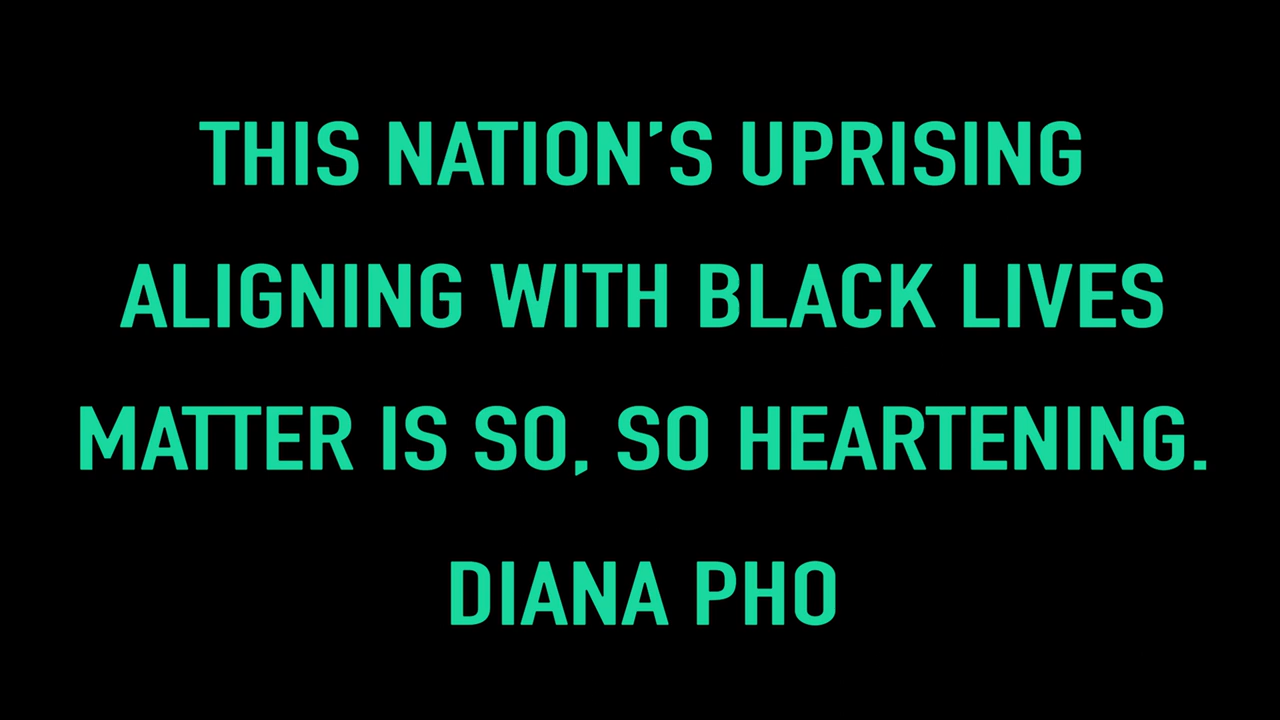 THIS NATION’S UPRISING
ALIGNING WITH BLACK LIVES
MATTER IS SO, SO HEARTENING.
DIANA PHO